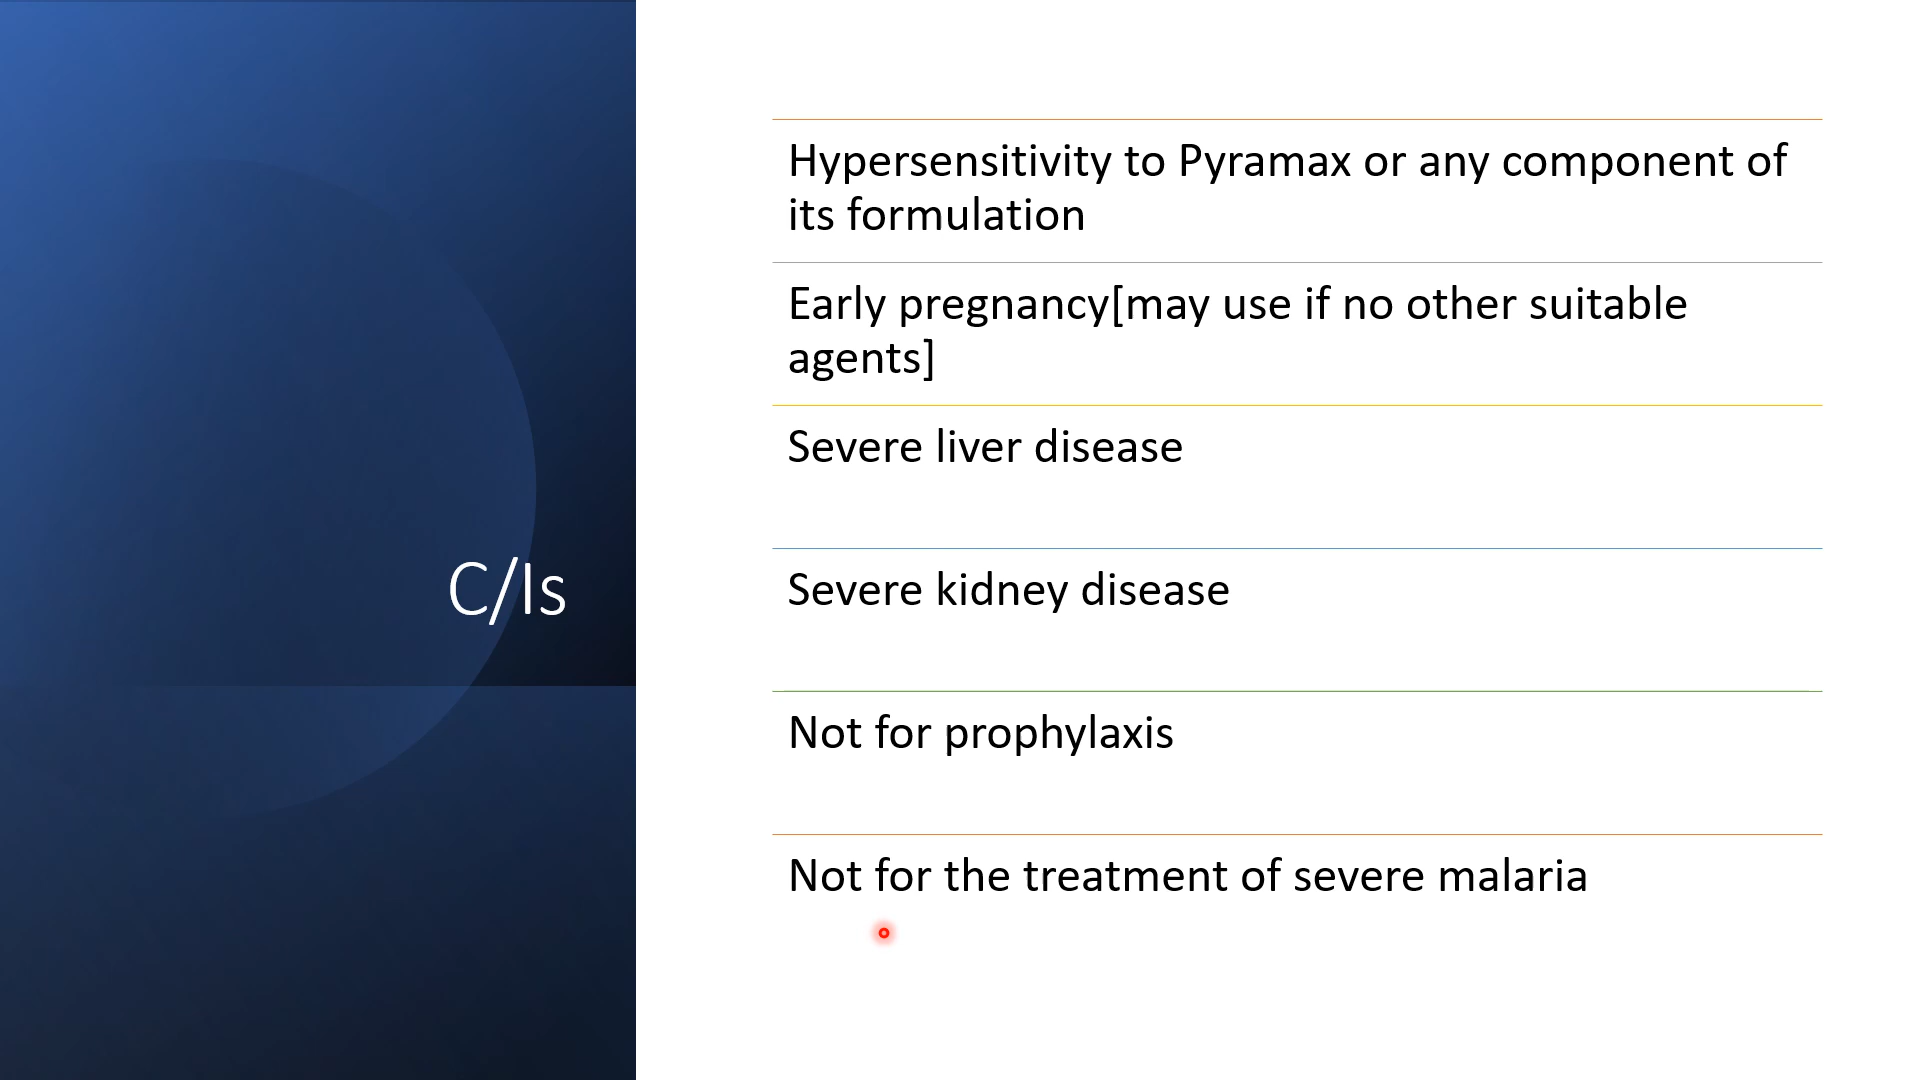 C/Is
Hypersensitivity to Pyramax or any component of
its formulation
Early pregnancy[may use if no other suitable
agents]
Severe liver disease
Severe kidney disease
Not for prophylaxis
Not for the treatment of severe malaria